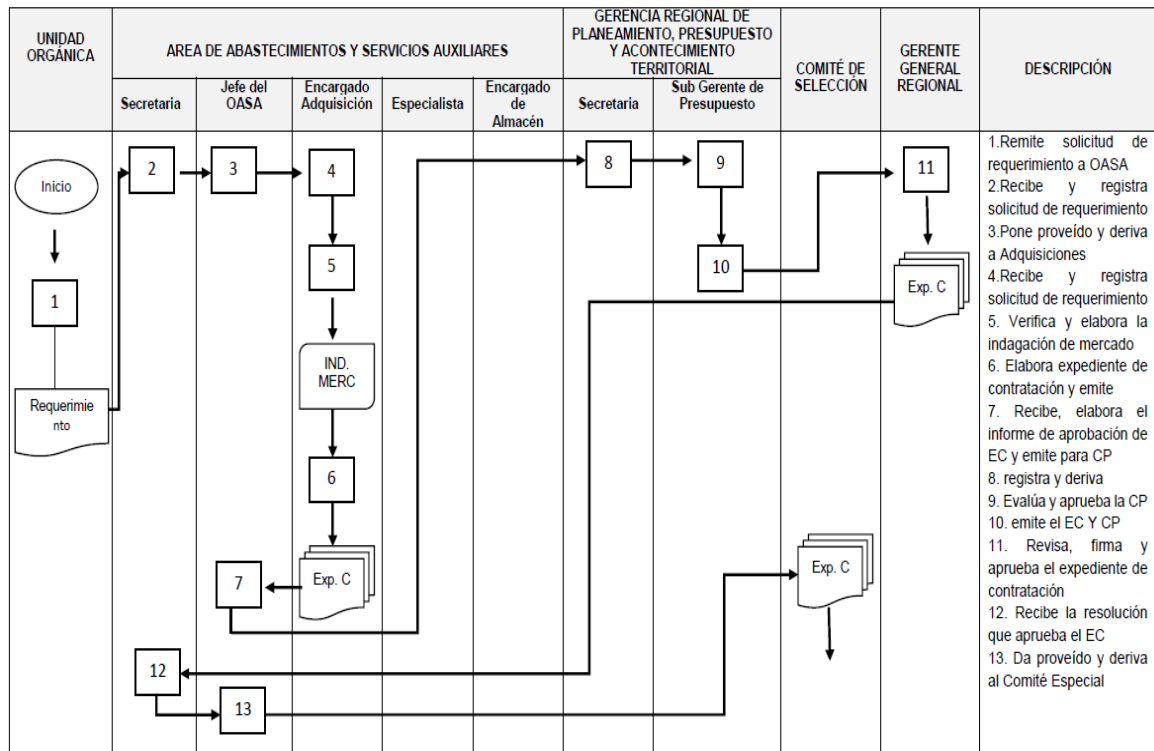 UNIDAD
ORGÁNICA
AREA DE ABASTECIMIENTOS Y SERVICIOS AUXILIARES
GERENCIA REGIONAL DE
PLANEAMIENTO, PRESUPUESTO
Y ACONTECIMIENTO
TERRITORIAL
COMITÉ DE
SELECCIÓN
GERENTE
GENERAL
REGIONAL
DESCRIPCIÓN
Secretaria
Jefe del
OASA
Encargado
Adquisición
Especialista
Encargado
de
Almacén
Secretaria
Sub Gerente de
Presupuesto
Inicio
1
Requerimie
nto
2
3
4
5
IND.
MERC
6
Exp. C
7
8
9
10
11
Exp. C
12
13
Exp. C
1.Remite solicitud de
requerimiento a OASA
2.Recibe y registra
solicitud de requerimiento
3.Pone proveído y deriva
a Adquisiciones
4.Recibe y registra
solicitud de requerimiento
5. Verifica y elabora la
indagación de mercado
6. Elabora expediente de
contratación y emite
7. Recibe, elabora el
informe de aprobación de
EC y emite para CP
8. registra y deriva
9. Evalúa y aprueba la CP
10. emite el EC Y CP
11. Revisa, firma y
aprueba el expediente de
contratación
12. Recibe la resolución
que aprueba el EC
13. Da proveído y deriva
al Comité Especial